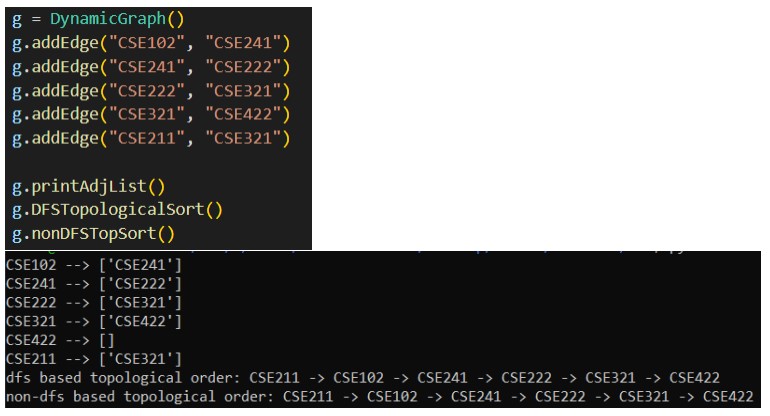 g = DynamicGraph()
g.addEdge("CSE102", "CSE241")
g.addEdge("CSE241", "CSE222")
g.addEdge("CSE222", "CSE321")
g.addEdge("CSE321", "CSE422")
g.addEdge("CSE211", "CSE321")
g.printAdjList()
g.DFSTopologicalSort()
g.nonDFSTopSort()
CSE102 --> ['CSE241']
CSE241 --> ['CSE222']
CSE222 --> ['CSE321']
CSE321 --> ['CSE422']
CSE422 --> []
CSE211 --> ['CSE321']
dfs based topological order: CSE211 -> CSE102 -> CSE241 -> CSE222 -> CSE321 -> CSE422
non-dfs based topological order: CSE211 -> CSE102 -> CSE241 -> CSE222 -> CSE321 -> CSE422